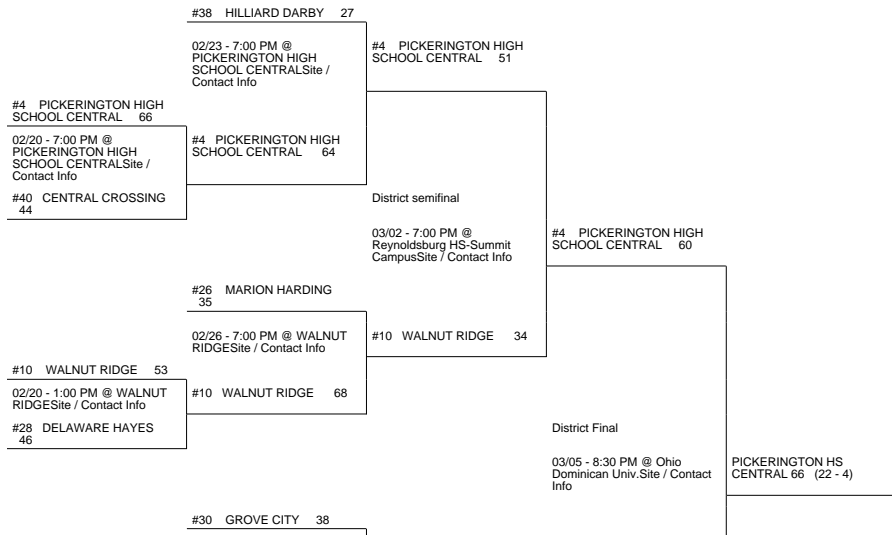 #38 HILLIARD DARBY 27
02/23 - 7:00 PM @
PICKERINGTON HIGH
SCHOOL CENTRALSite /
Contact Info
#4 PICKERINGTON HIGH
SCHOOL CENTRAL 51
#4 PICKERINGTON HIGH
SCHOOL CENTRAL 66
02/20 - 7:00 PM @
PICKERINGTON HIGH
SCHOOL CENTRALSite /
Contact Info
#4 PICKERINGTON HIGH
SCHOOL CENTRAL 64
#40 CENTRAL CROSSING
44
District semifinal
03/02 - 7:00 PM @
Reynoldsburg HS-Summit
CampusSite / Contact Info
#4 PICKERINGTON HIGH
SCHOOL CENTRAL 60
#26 MARION HARDING
35
02/26 - 7:00 PM @ WALNUT
RIDGESite / Contact Info
#10 WALNUT RIDGE 34
#10 WALNUT RIDGE 53
02/20 - 1:00 PM @ WALNUT
RIDGESite / Contact Info
#10 WALNUT RIDGE 68
#28 DELAWARE HAYES
46
District Final
03/05 - 8:30 PM @ Ohio
Dominican Univ.Site / Contact
Info
PICKERINGTON HS
CENTRAL 66 (22 - 4)
#30 GROVE CITY 38